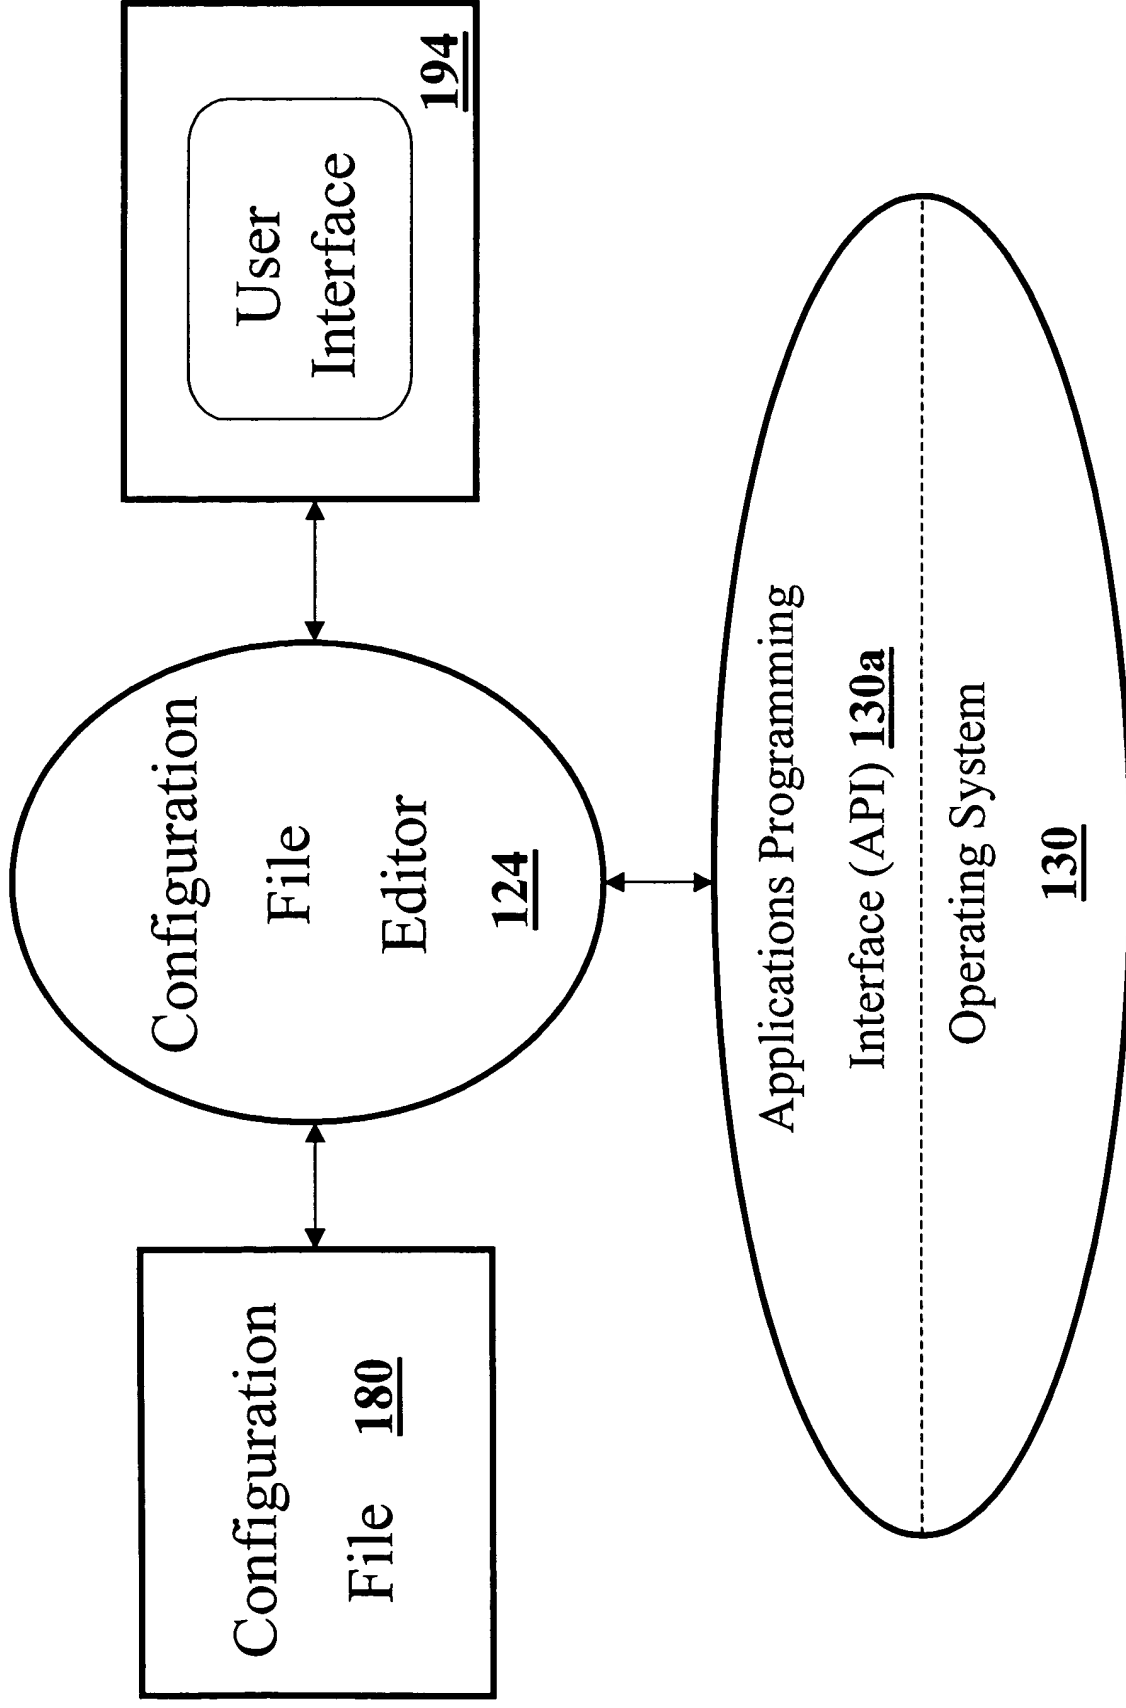 Configuration
File 180
Configuration
File
Editor
124
User
Interface
194
Applications Programming
Interface (API) 130a
Operating System
130